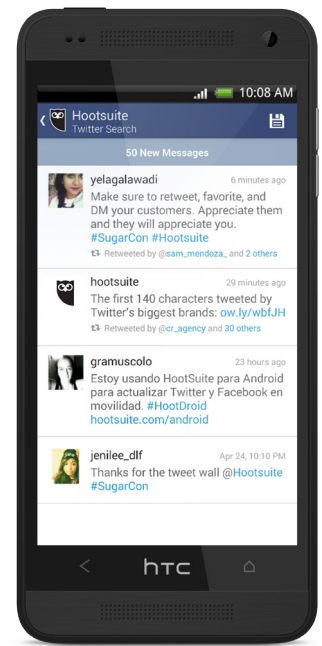 10:08 AM
Hootsuite
Twitter Search
50 New Messages
yelagalawadi 6 minutes ago
Make sure to retweet, favorite, and
DM your customers. Appreciate them
and they will appreciate you.
#SugarCon #Hootsuite
Retweeted by @sam_mendoza_ and 2 others
hootsuite 29 minutes ago
The first 140 characters tweeted by
Twitter's biggest brands: ow.ly/wbfJH
Retweeted by @cr_agency and 30 others
gramuscolo 23 hours ago
Estoy usando HootSuite para Android
para actualizar Twitter y Facebook en
movilidad. #HootDroid
hootsuite.com/android
jenilee_dlf Apr 24, 10:10 PM
Thanks for the tweet wall @Hootsuite
#SugarCon
hTC